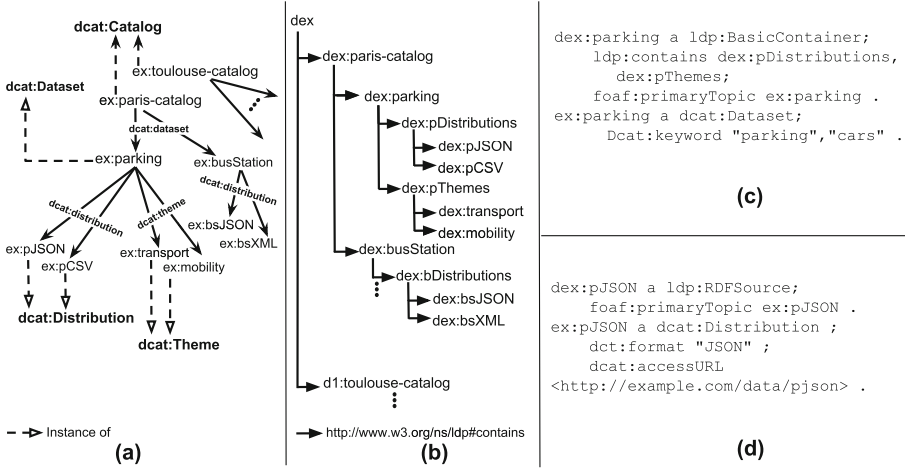 dcat:Catalog
ex:toulouse-catalog
dcat:Dataset
ex:paris-catalog
dcat:dataset
ex:parking
ex:busStation
dcat:distribution
dcat:distribution
dcat:theme
ex:bsJSON
ex:pJSON
ex:transport
ex:bsXML
ex:pCSV
ex:mobility
dcat:Distribution
dcat:Theme
Instance of
(a)
dex
dex:paris-catalog
dex:parking
dex:pDistributions
dex:pJSON
dex:pCSV
dex:pThemes
dex:transport
dex:mobility
dex:busStation
dex:bDistributions
dex:bsJSON
dex:bsXML
d1:toulouse-catalog
http://www.w3.org/ns/ldp#contains
(b)
dex:parking a ldp:BasicContainer;
ldp:contains dex:pDistributions,
dex:pThemes;
foaf:primaryTopic ex:parking .
ex:parking a dcat:Dataset;
Dcat:keyword "parking","cars" .
(c)
dex:pJSON a ldp:RDFSource;
foaf:primaryTopic ex:pJSON .
ex:pJSON a dcat:Distribution ;
dct:format "JSON" ;
dcat:accessURL
<http://example.com/data/pjson> .
(d)